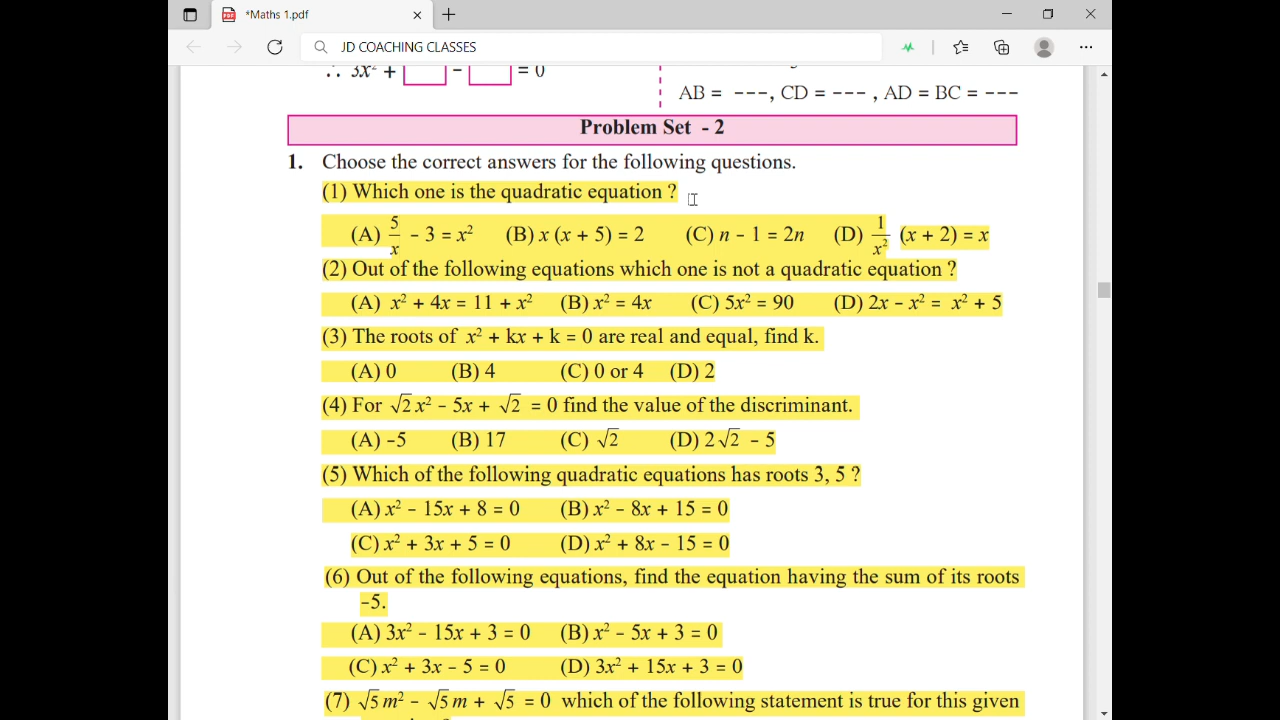 *Maths 1.pdf
JD COACHING CLASSES
∴ 3x² + □ - □ = 0
AB = ---, CD = --- , AD = BC = ---
Problem Set - 2
1. Choose the correct answers for the following questions.
(1) Which one is the quadratic equation ?
(A) 5/x - 3 = x² (B) x (x + 5) = 2 (C) n - 1 = 2n (D) 1/x² (x + 2) = x
(2) Out of the following equations which one is not a quadratic equation ?
(A) x² + 4x = 11 + x² (B) x² = 4x (C) 5x² = 90 (D) 2x - x² = x² + 5
(3) The roots of x² + kx + k = 0 are real and equal, find k.
(A) 0 (B) 4 (C) 0 or 4 (D) 2
(4) For √2 x² - 5x + √2 = 0 find the value of the discriminant.
(A) -5 (B) 17 (C) √2 (D) 2√2 - 5
(5) Which of the following quadratic equations has roots 3, 5 ?
(A) x² - 15x + 8 = 0 (B) x² - 8x + 15 = 0
(C) x² + 3x + 5 = 0 (D) x² + 8x - 15 = 0
(6) Out of the following equations, find the equation having the sum of its roots
-5.
(A) 3x² - 15x + 3 = 0 (B) x² - 5x + 3 = 0
(C) x² + 3x - 5 = 0 (D) 3x² + 15x + 3 = 0
(7) √5 m² - √5 m + √5 = 0 which of the following statement is true for this given